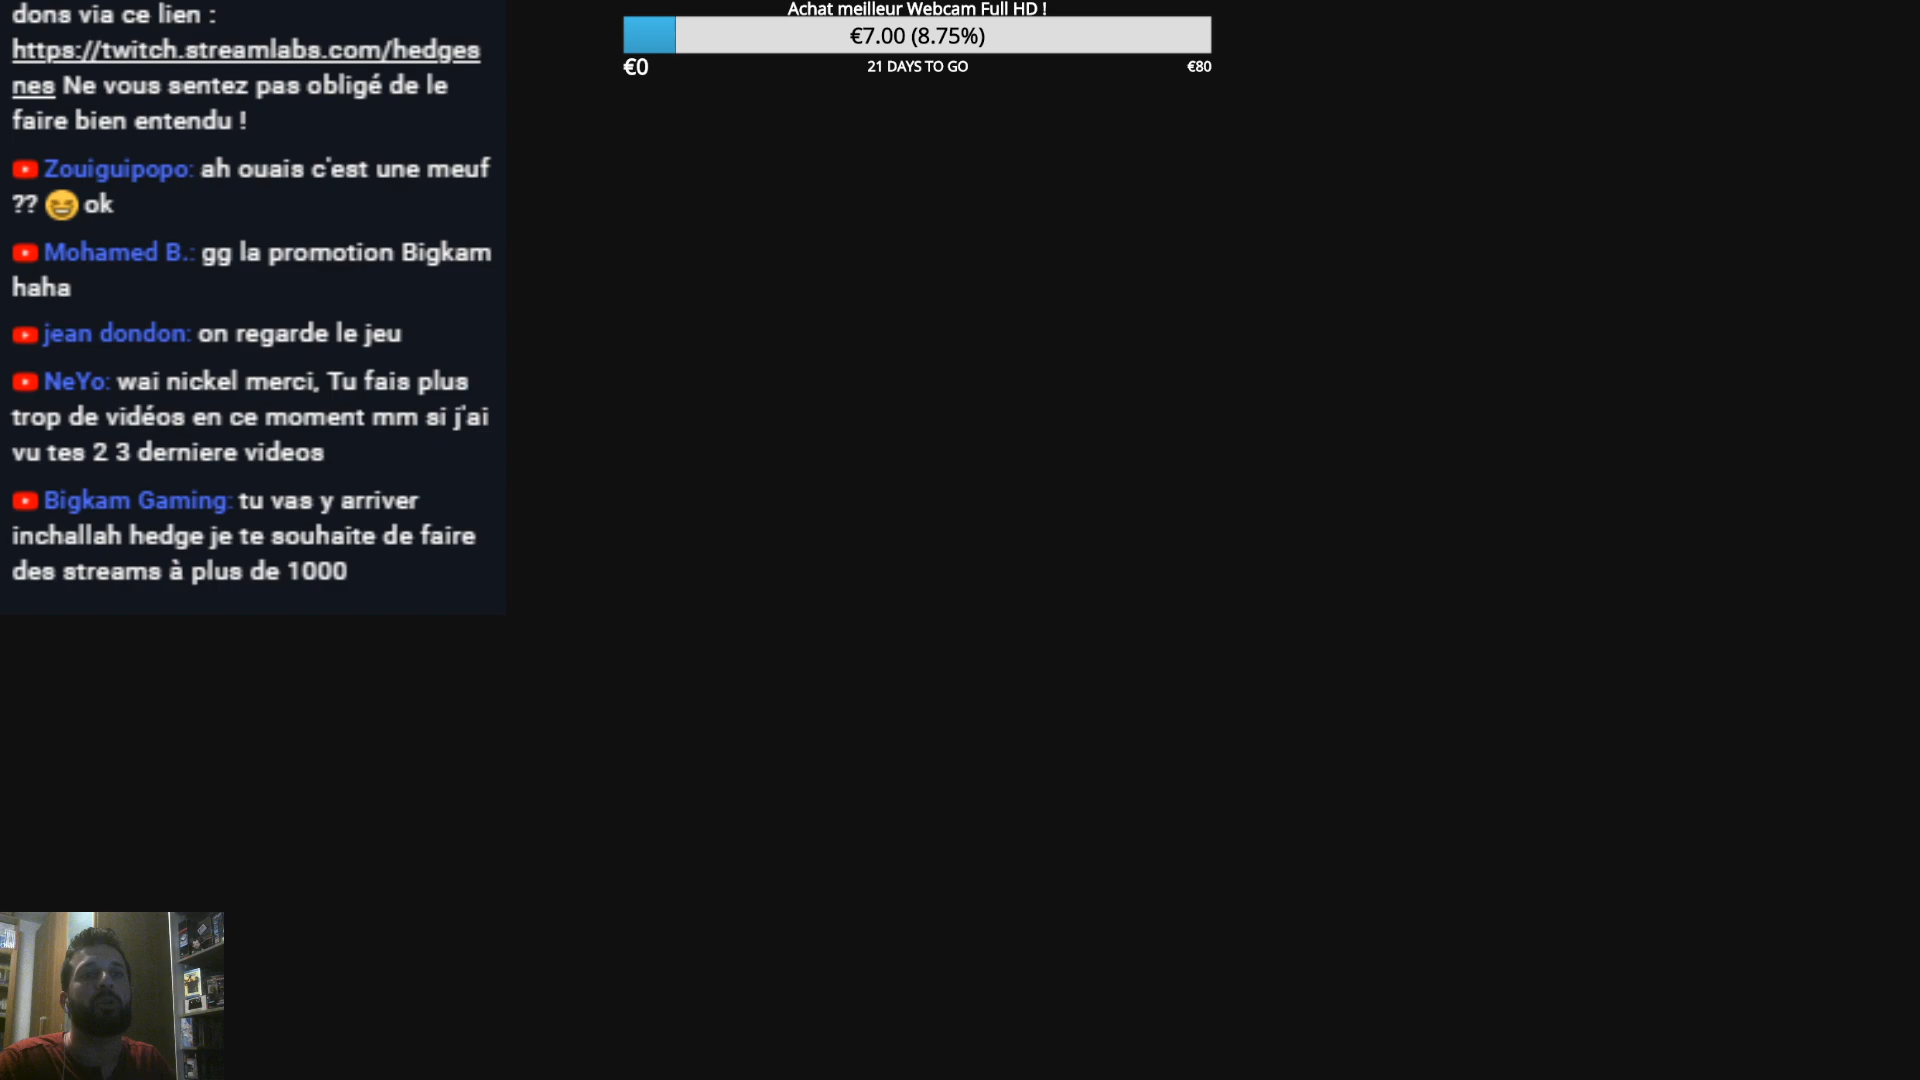 dons via ce lien :
https://twitch.streamlabs.com/hedges
nes Ne vous sentez pas obligé de le
faire bien entendu !
Zouiguipopo: ah ouais c'est une meuf
?? 😆 ok
Mohamed B.: gg la promotion Bigkam
haha
jean dondon: on regarde le jeu
NeYo: wai nickel merci, Tu fais plus
trop de vidéos en ce moment mm si j'ai
vu tes 2 3 derniere videos
Bigkam Gaming: tu vas y arriver
inchallah hedge je te souhaite de faire
des streams à plus de 1000
Achat meilleur Webcam Full HD !
€7.00 (8.75%)
€0 21 DAYS TO GO €80